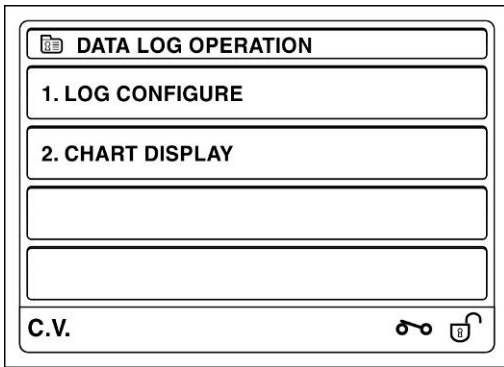 DATA LOG OPERATION
1. LOG CONFIGURE
2. CHART DISPLAY
C.V.